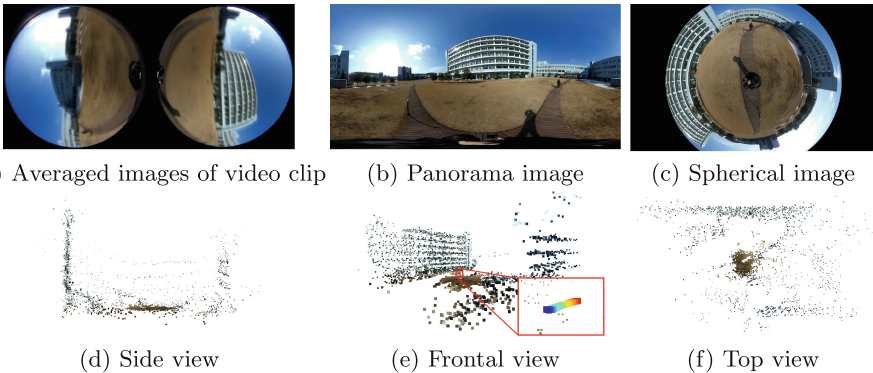 ) Averaged images of video clip
(b) Panorama image
(c) Spherical image
(d) Side view
(e) Frontal view
(f) Top view